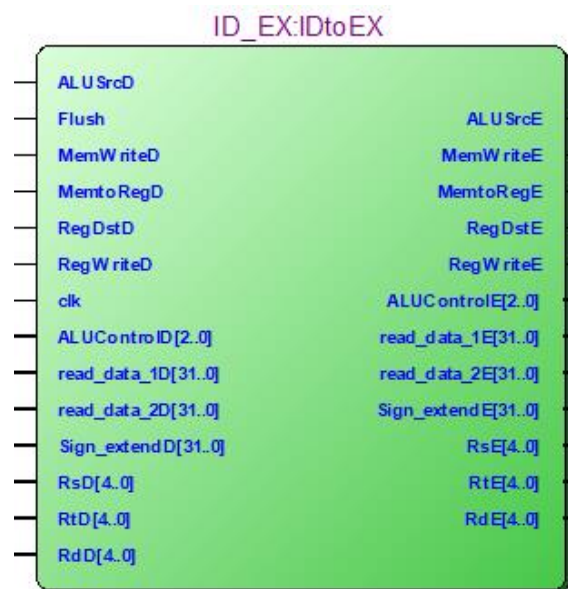 ID_EX:IDtoEX
ALUSrcD
Flush ALUSrcE
MemWriteD MemWriteE
MemtoRegD MemtoRegE
RegDstD RegDstE
RegWriteD RegWriteE
clk ALUControlE[2..0]
ALUControlD[2..0] read_data_1E[31..0]
read_data_1D[31..0] read_data_2E[31..0]
read_data_2D[31..0] Sign_extendE[31..0]
Sign_extendD[31..0] RsE[4..0]
RsD[4..0] RtE[4..0]
RtD[4..0] RdE[4..0]
RdD[4..0]